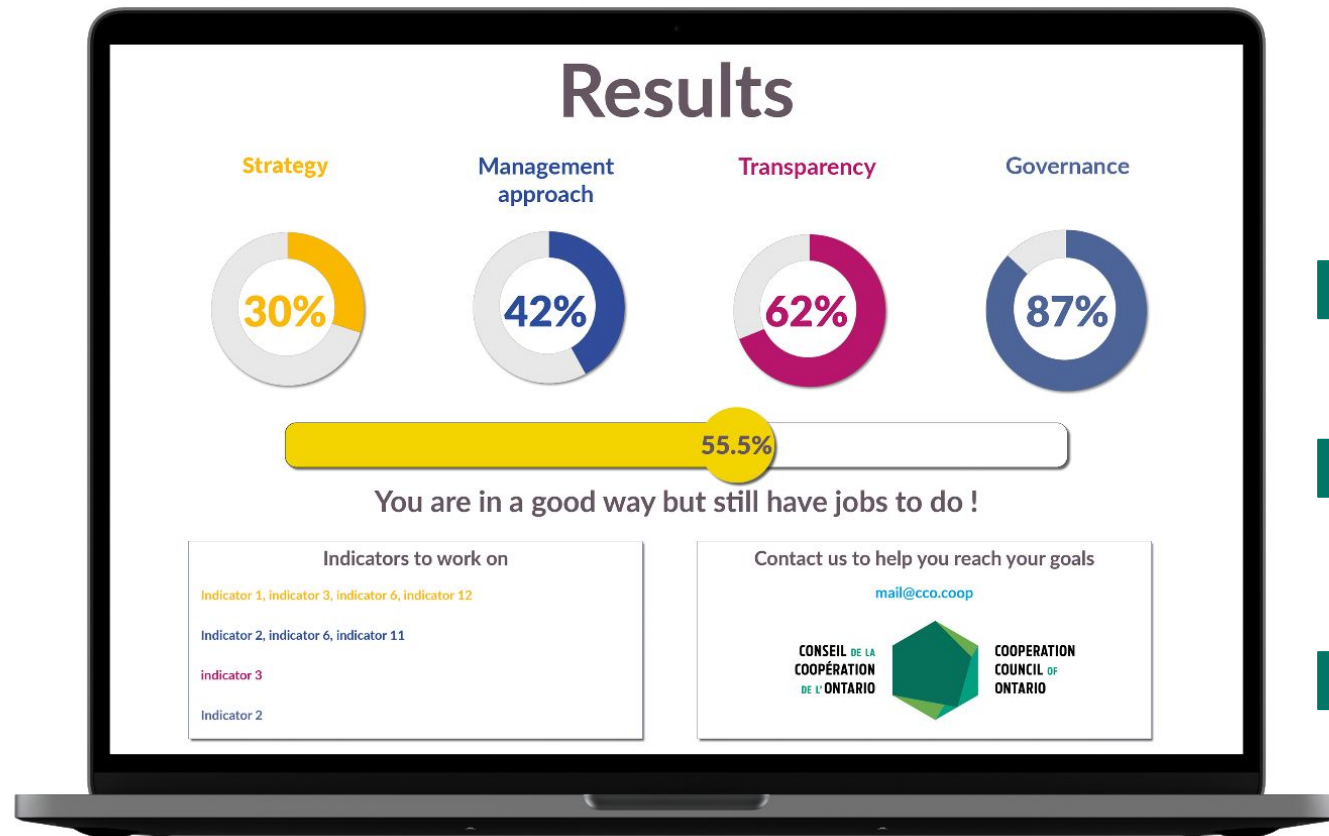 Results
Strategy
Management
approach
Transparency
Governance
30%
42%
62%
87%
55.5%
You are in a good way but still have jobs to do !
Indicators to work on
Indicator 1, indicator 3, indicator 6, indicator 12
Indicator 2, indicator 6, indicator 11
indicator 3
Indicator 2
Contact us to help you reach your goals
mail@cco.coop
CONSEIL DE LA
COOPÉRATION
DE L' ONTARIO
COOPERATION
COUNCIL OF
ONTARIO